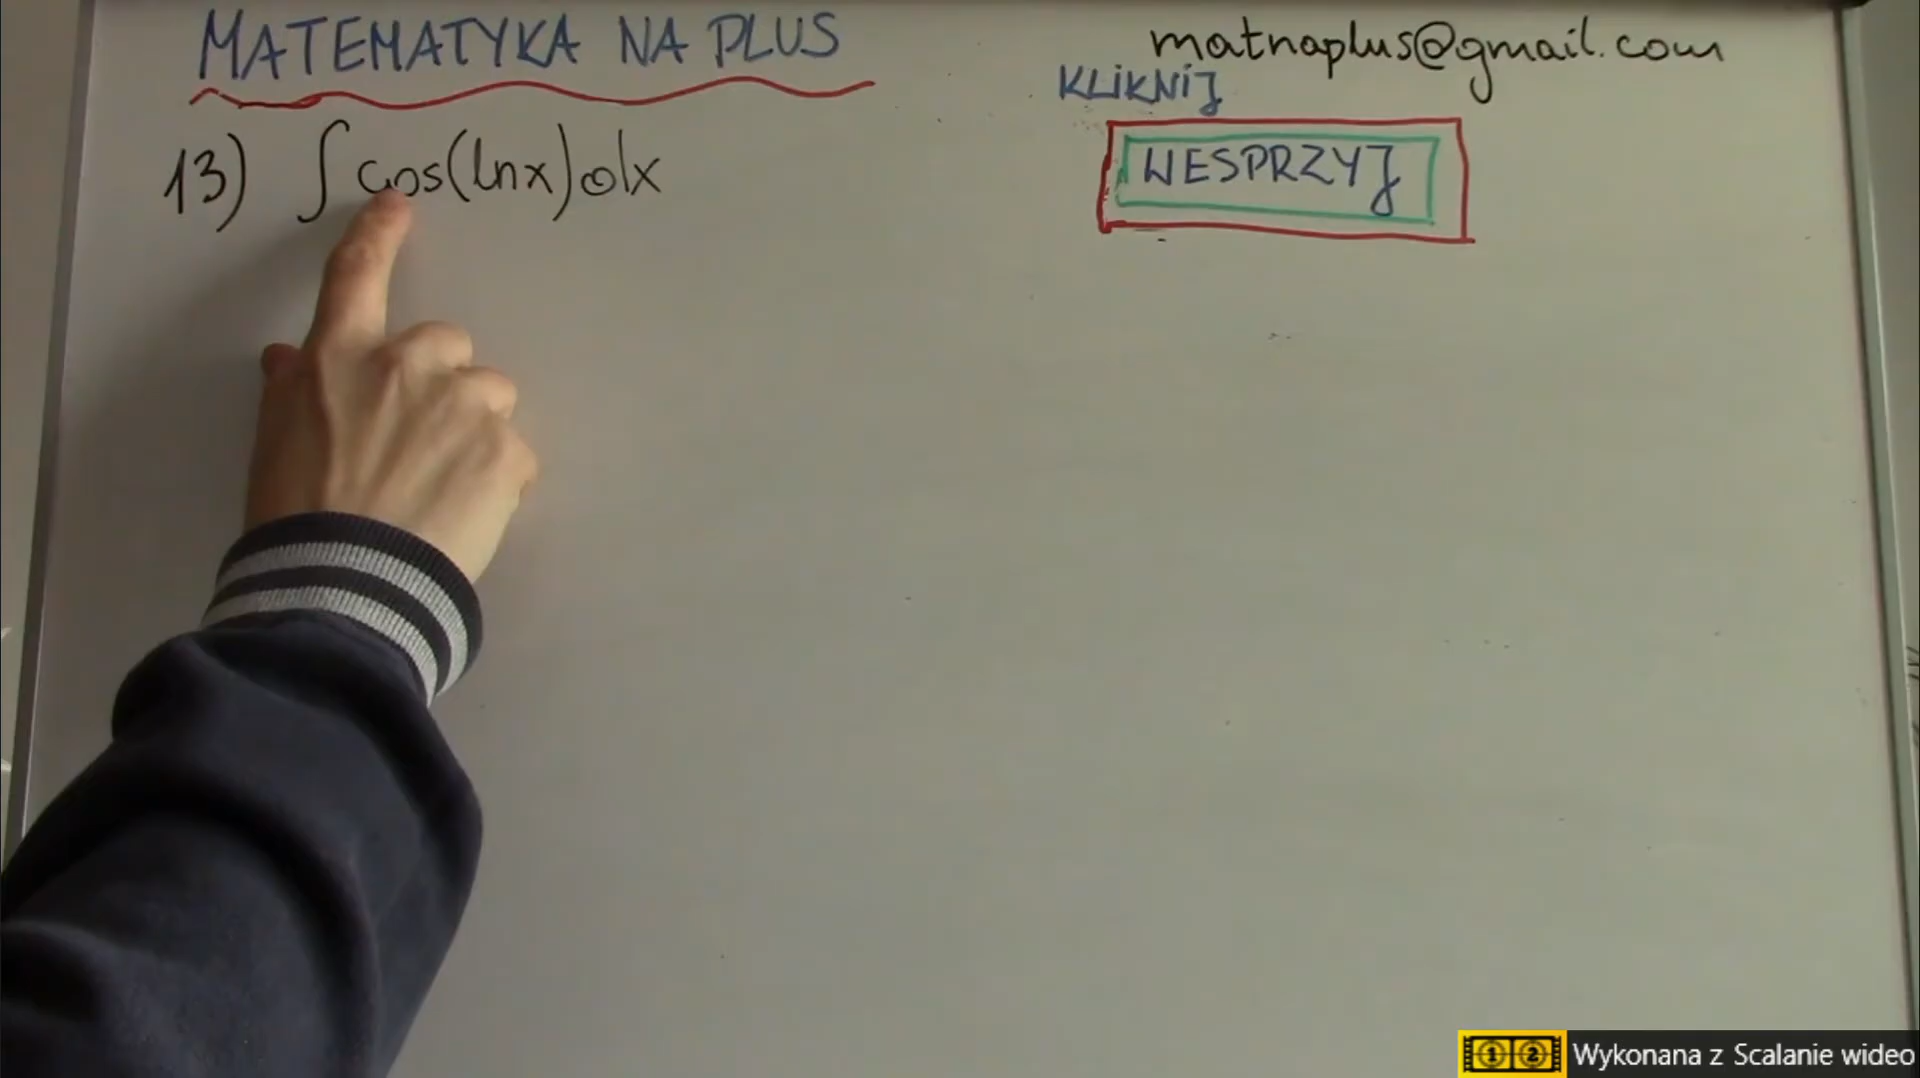 MATEMATYKA NA PLUS
matnaplus@gmail.com
KLIKNIJ
WESPRZYJ
13) ∫ cos(lnx)dx
Wykonana z Scalanie wideo